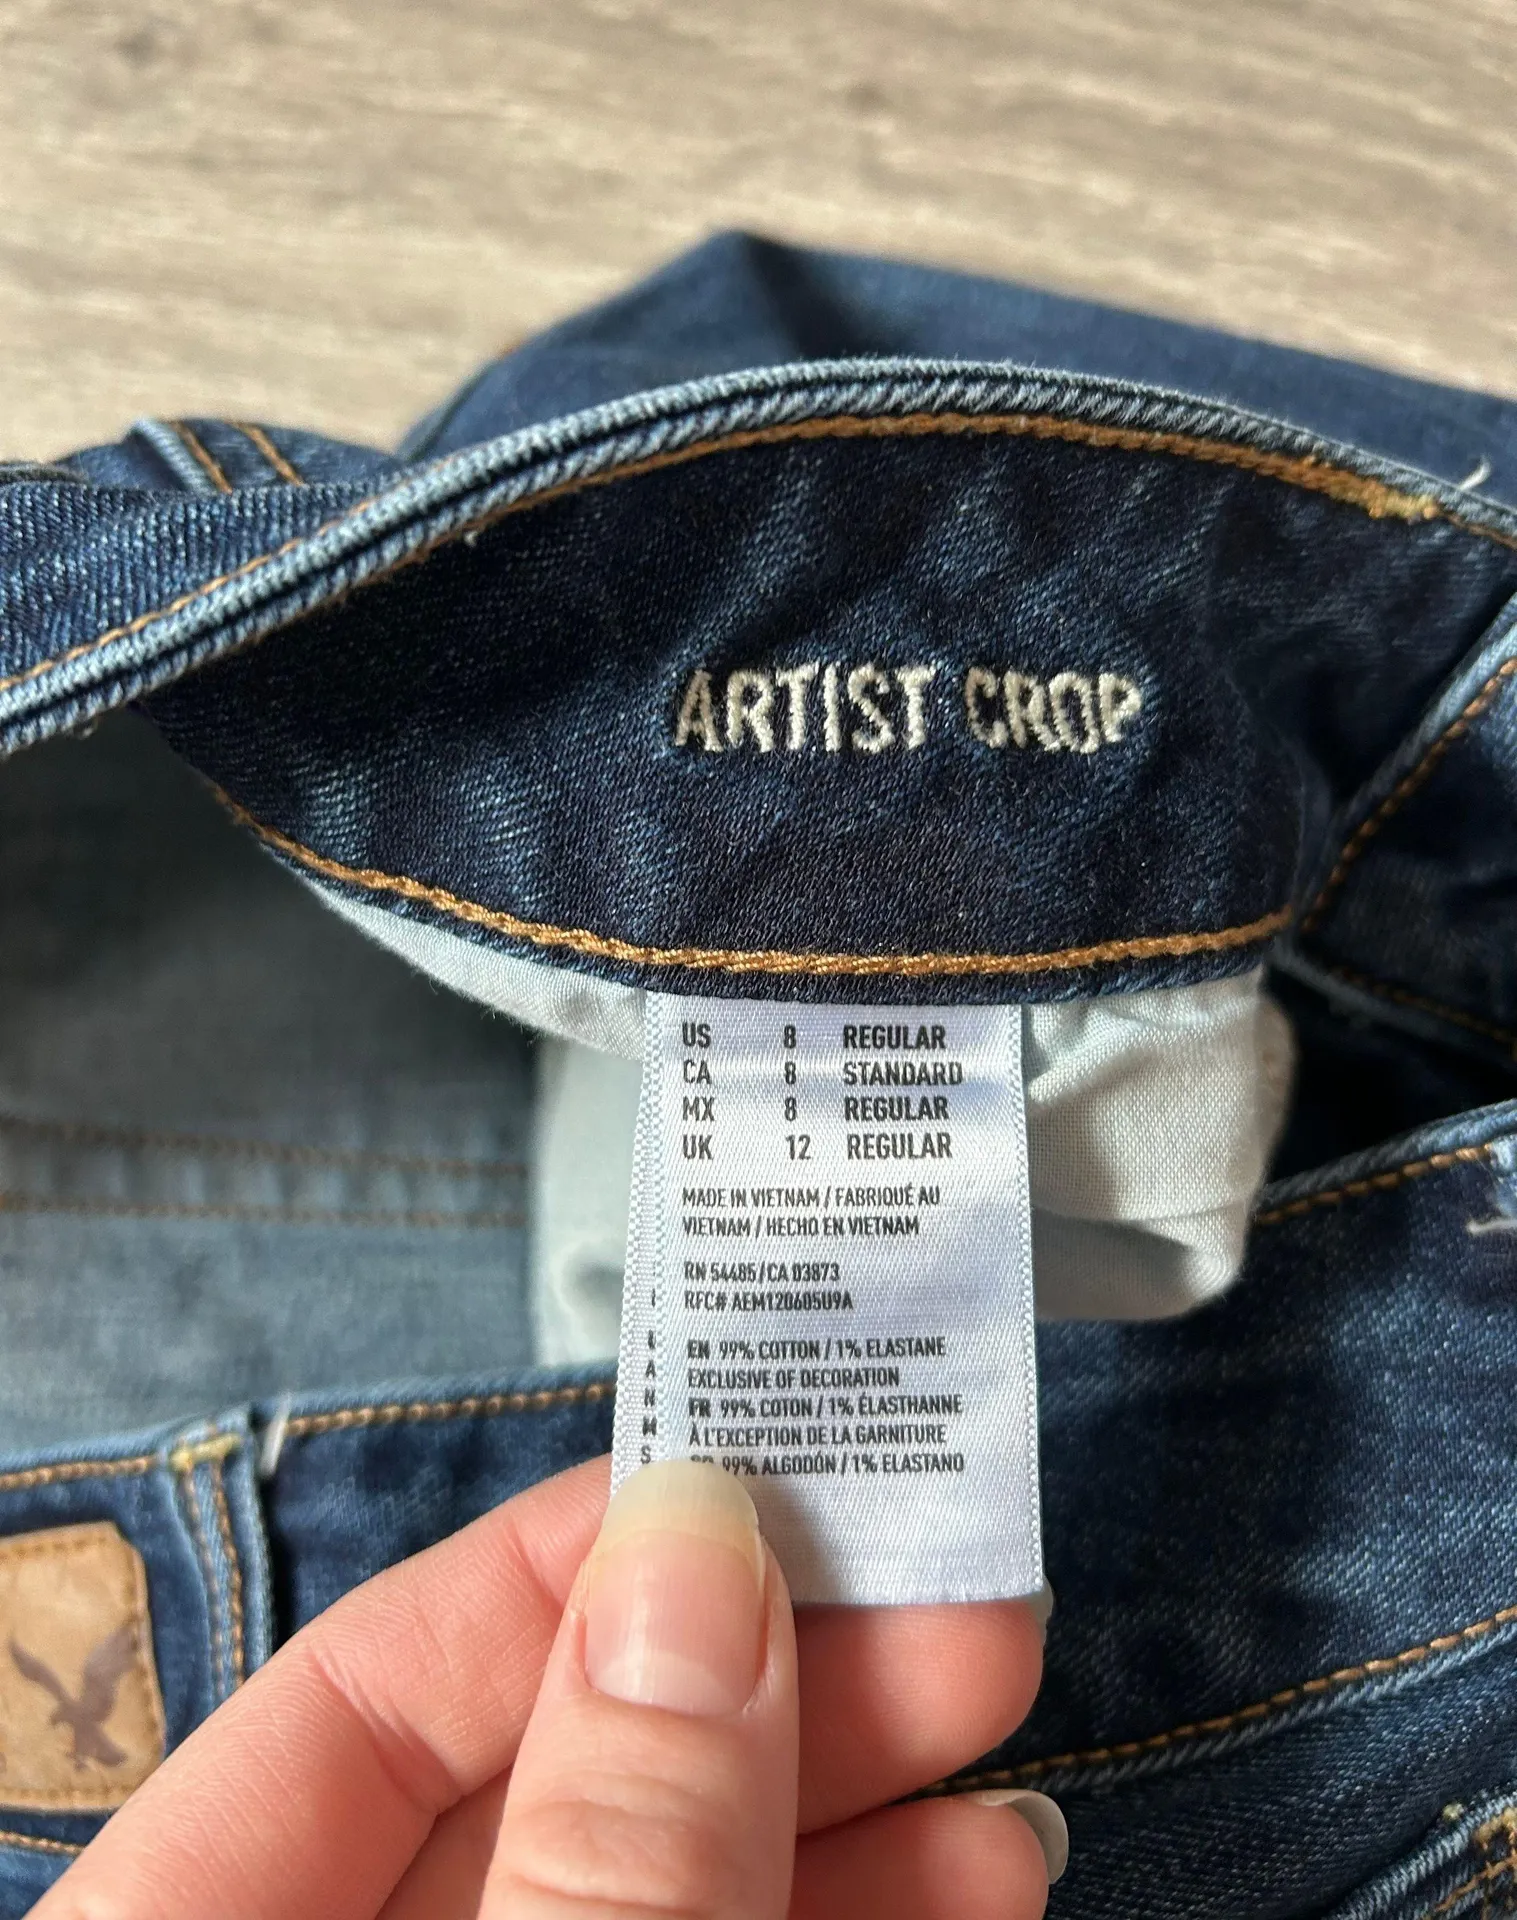 ARTIST CROP
US 8 REGULAR
CA 8 STANDARD
MX 8 REGULAR
UK 12 REGULAR
MADE IN VIETNAM / FABRIQUÉ AU
VIETNAM / HECHO EN VIETNAM
RN 54485/CA 03873
RFC# AEM120605U9A
EN 99% COTTON / 1% ELASTANE
EXCLUSIVE OF DECORATION
FR 99% COTON / 1% ÉLASTHANNE
À L'EXCEPTION DE LA GARNITURE
99% ALGODÓN / 1% ELASTANO